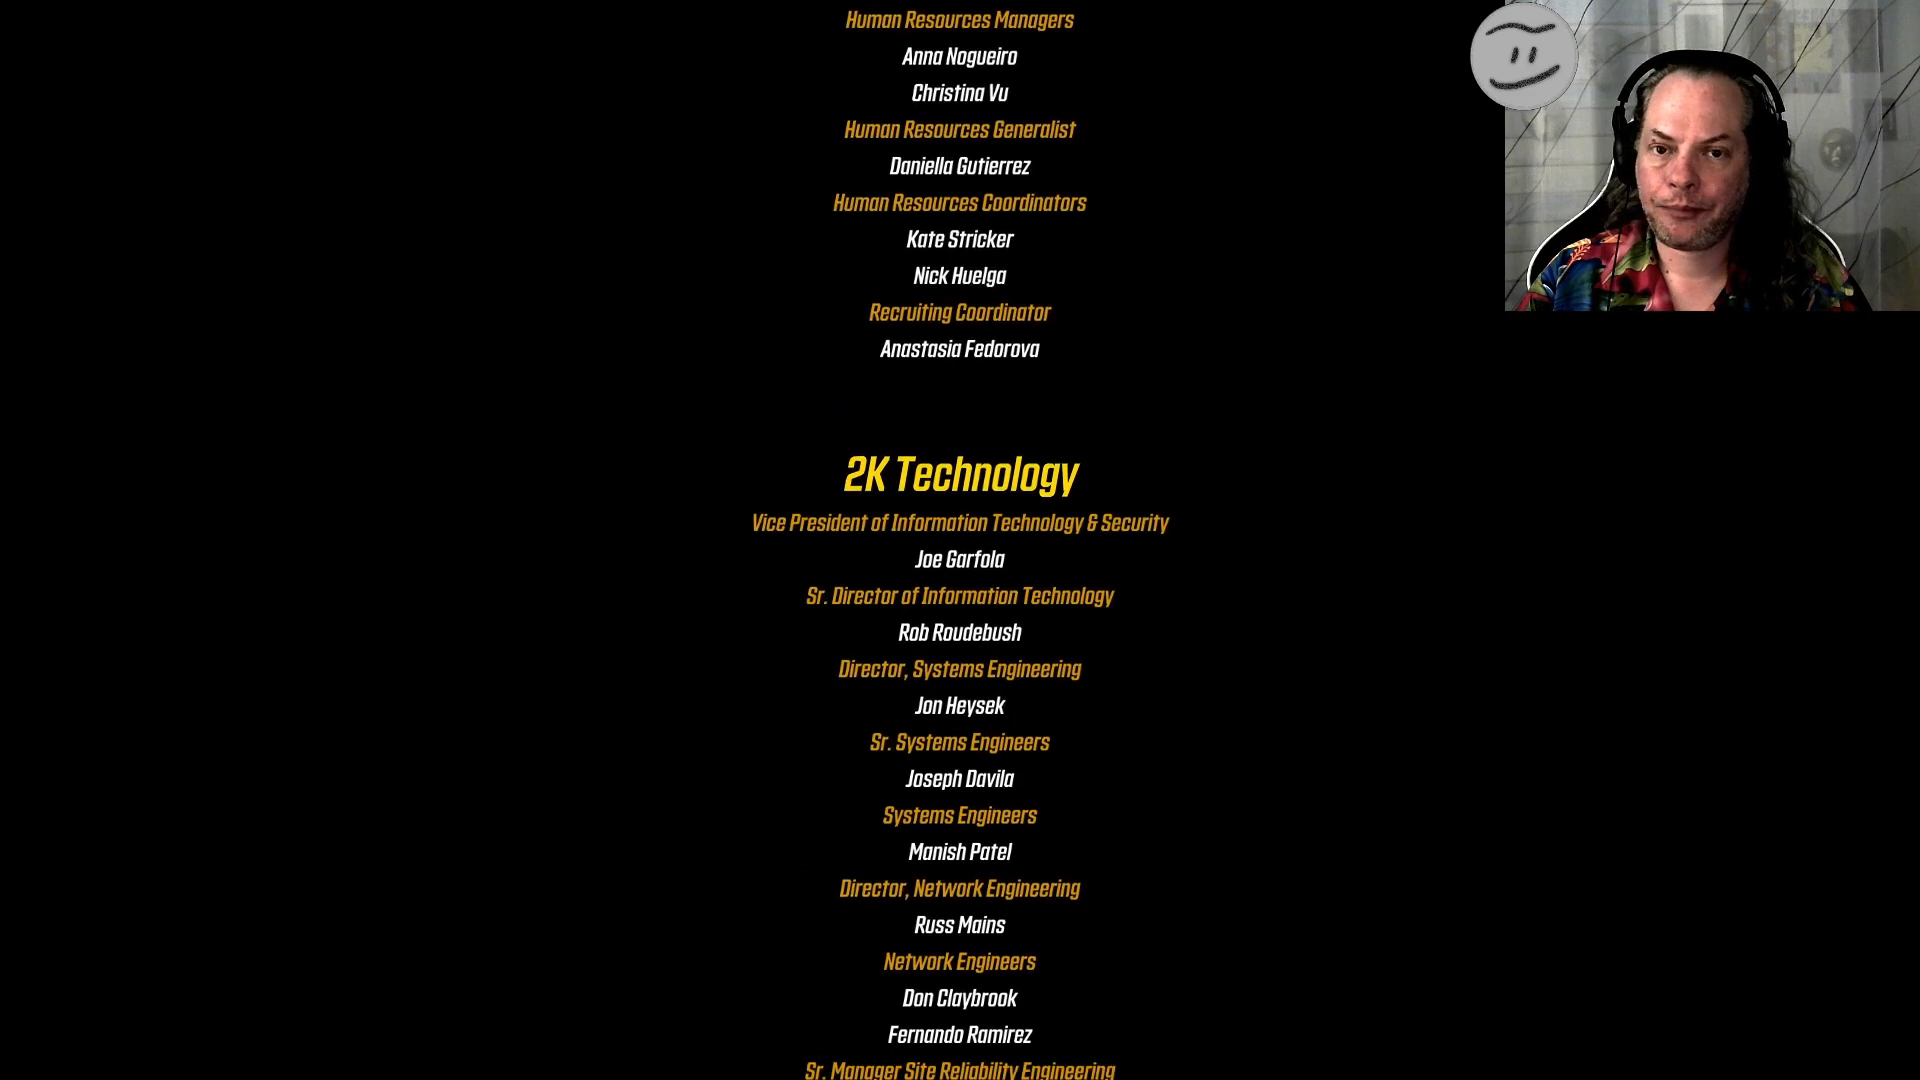 Human Resources Managers
Anna Nogueiro
Christina Vu
Human Resources Generalist
Daniella Gutierrez
Human Resources Coordinators
Kate Stricker
Nick Huelga
Recruiting Coordinator
Anastasia Fedorova
2K Technology
Vice President of Information Technology & Security
Joe Garfola
Sr. Director of Information Technology
Rob Roudebush
Director, Systems Engineering
Jon Heysek
Sr. Systems Engineers
Joseph Davila
Systems Engineers
Manish Patel
Director, Network Engineering
Russ Mains
Network Engineers
Don Claybrook
Fernando Ramirez
Sr. Manager Site Reliability Engineering